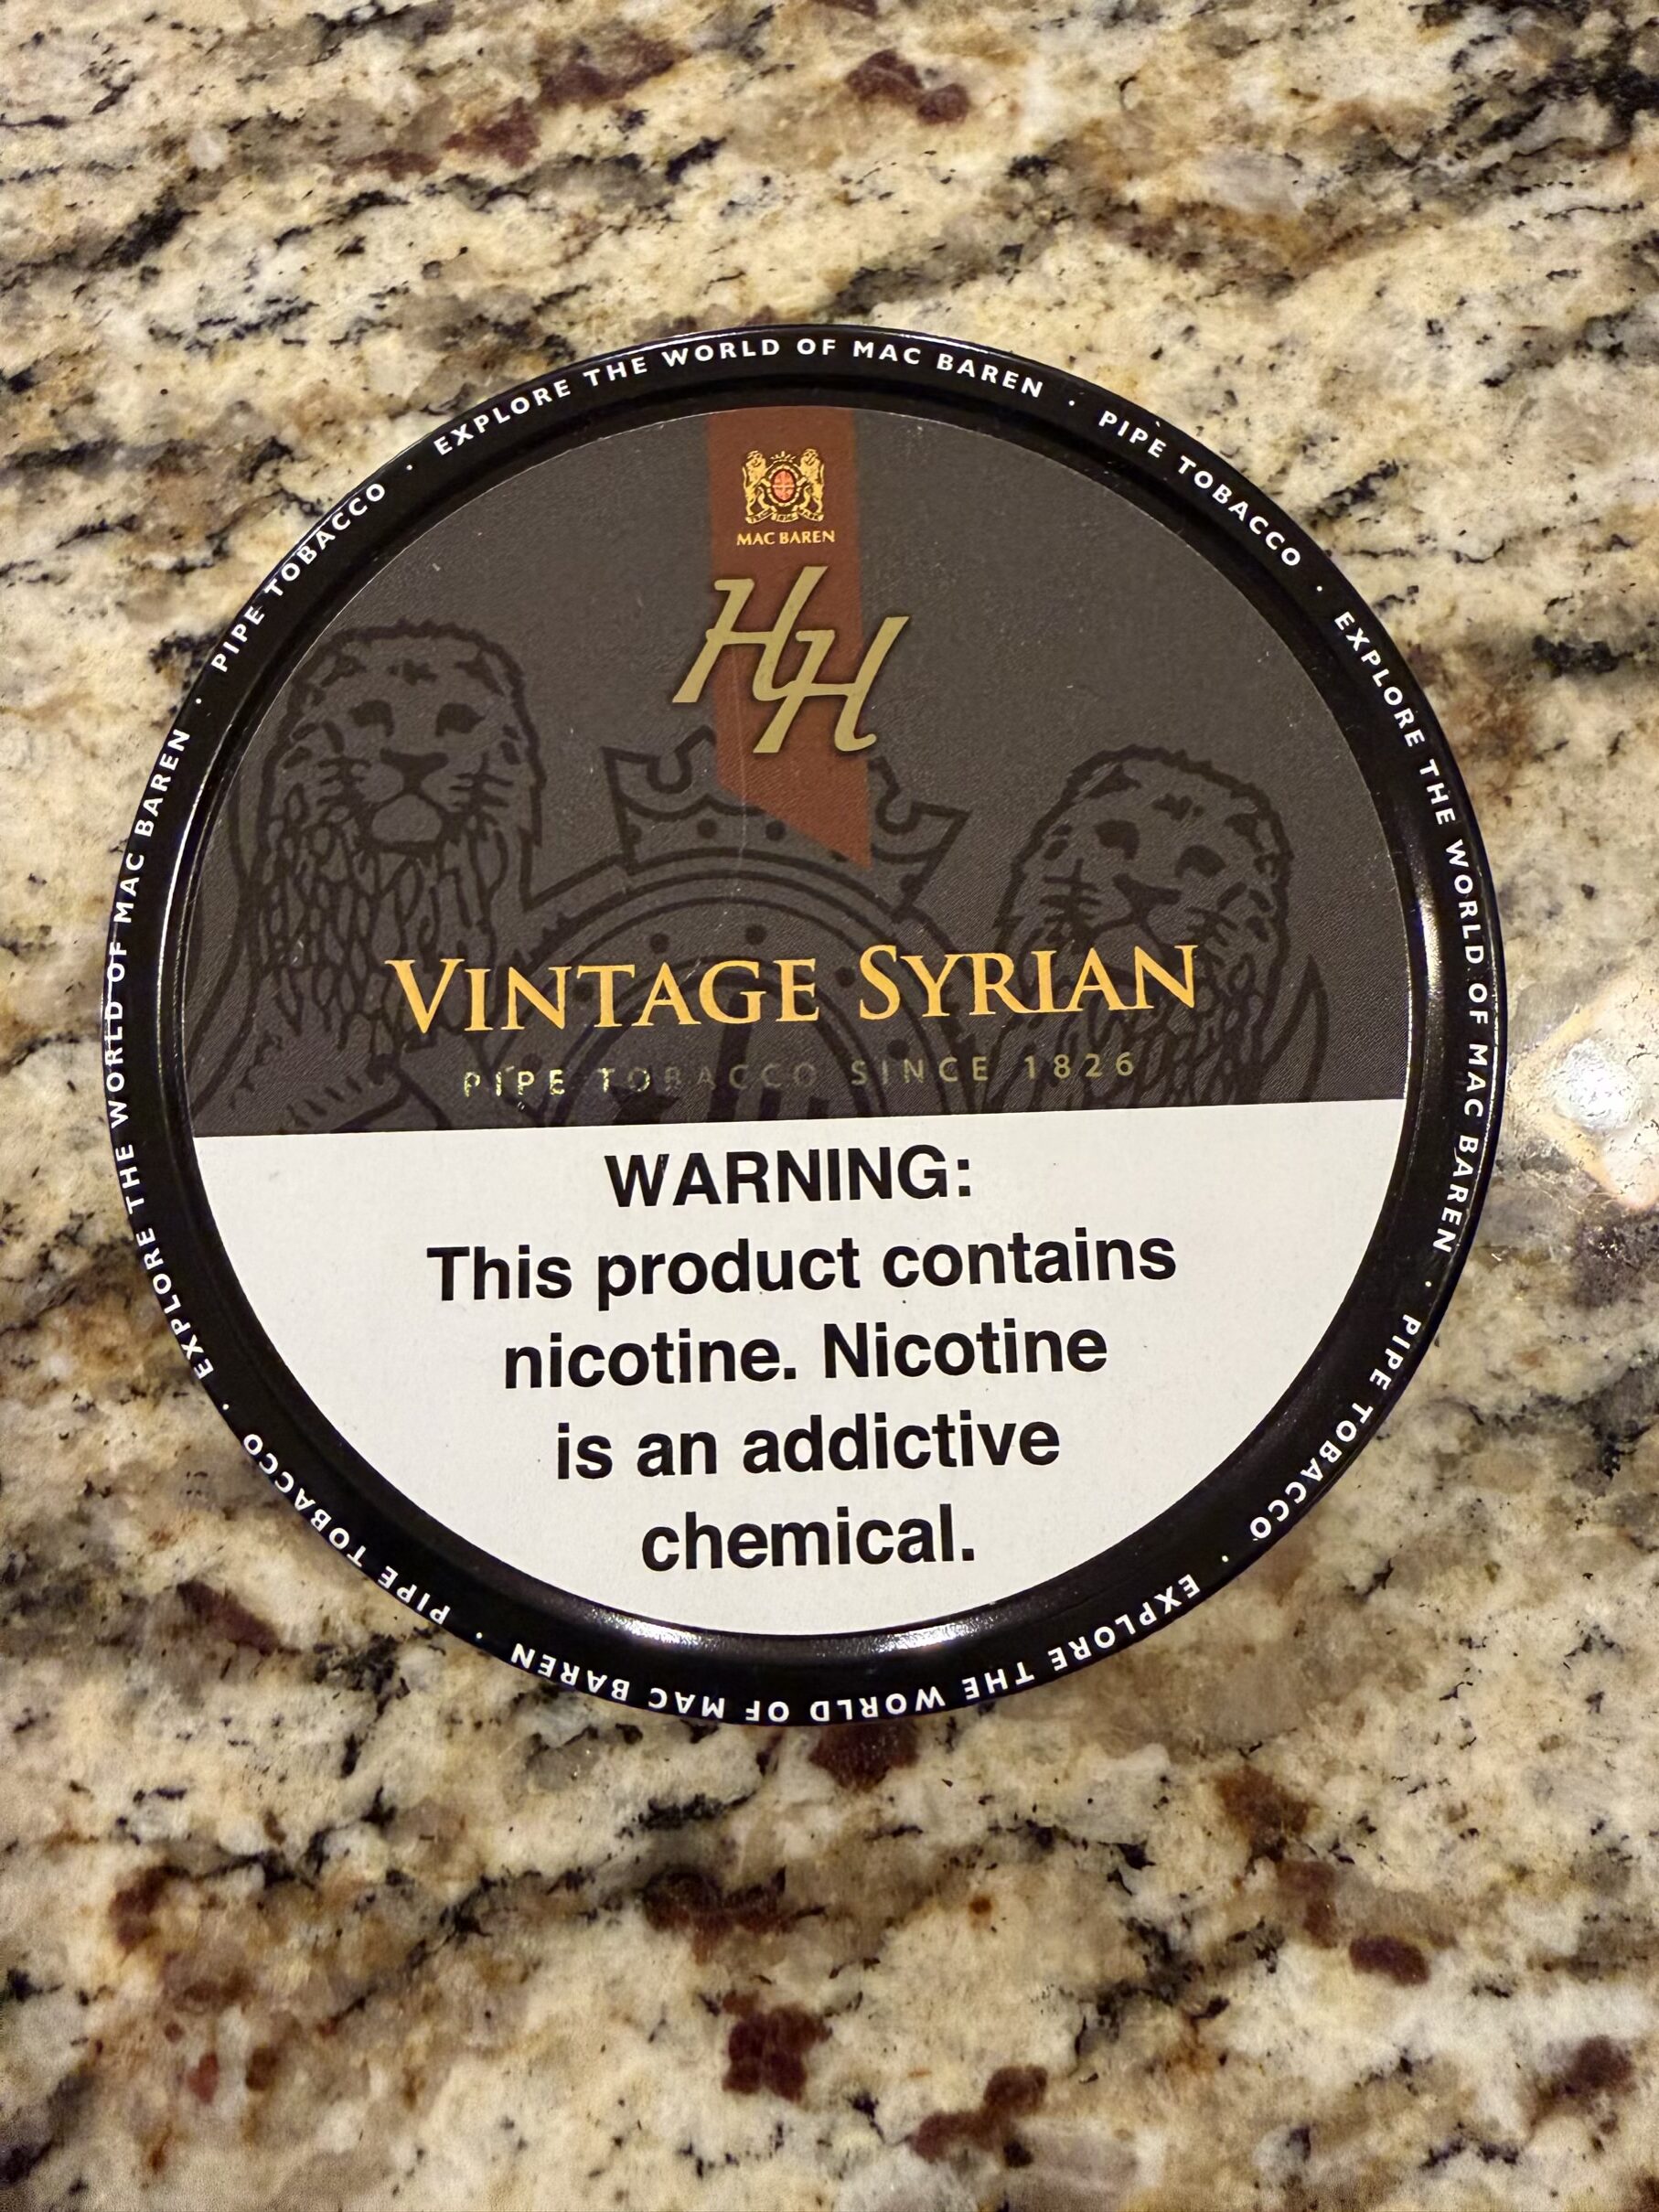 EXPLORE THE WORLD OF MAC BAREN · PIPE TOBACCO · EXPLORE THE WORLD OF MAC BAREN · PIPE TOBACCO · EXPLORE THE WORLD OF MAC BAREN · PIPE TOBACCO · EXPLORE THE WORLD OF MAC BAREN · PIPE TOBACCO ·
MAC BAREN
HH
VINTAGE SYRIAN
PIPE TOBACCO SINCE 1826
WARNING:
This product contains
nicotine. Nicotine
is an addictive
chemical.